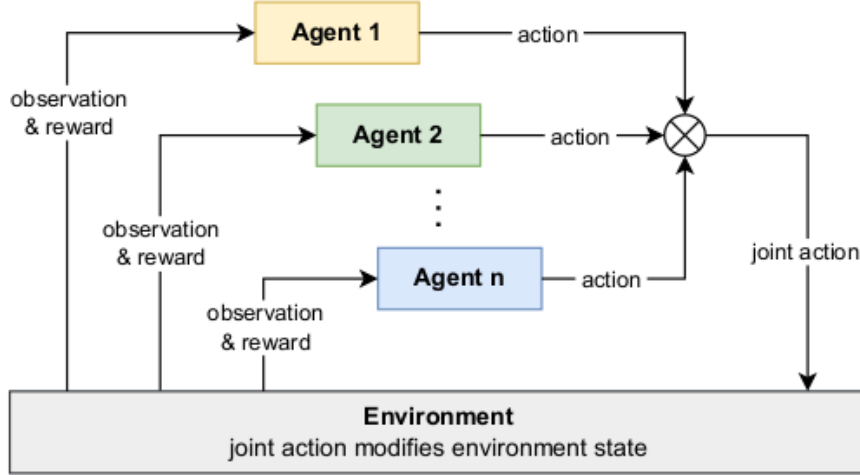 Agent 1
action
observation
& reward
Agent 2
action
observation
& reward
Agent n
action
joint action
observation
& reward
Environment
joint action modifies environment state